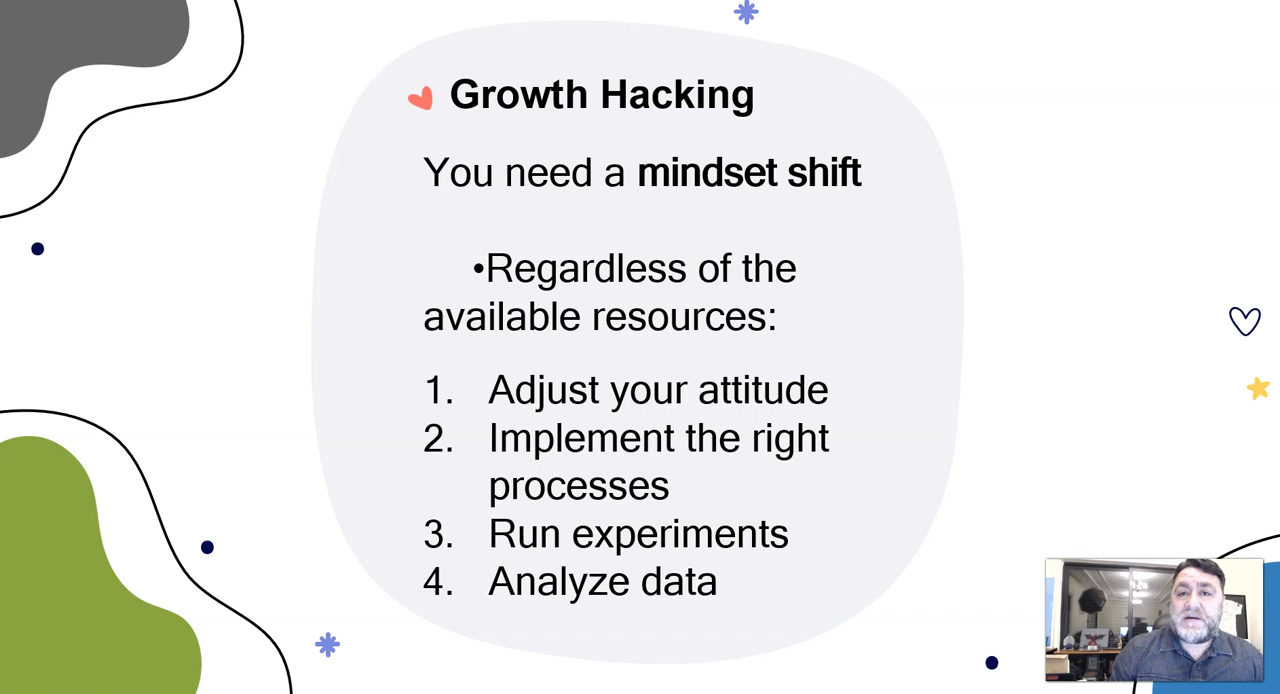 Growth Hacking
You need a mindset shift
•Regardless of the
available resources:
1. Adjust your attitude
2. Implement the right
processes
3. Run experiments
4. Analyze data